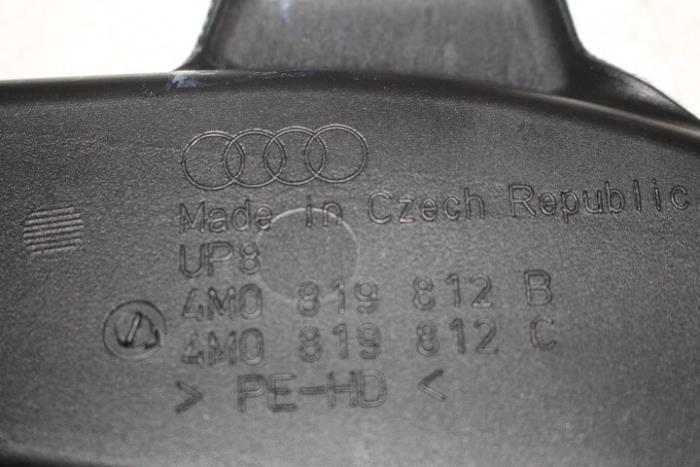 Made in Czech Republic
UP8
4M0 819 812 B
4M0 819 812 C
> PE-HD <